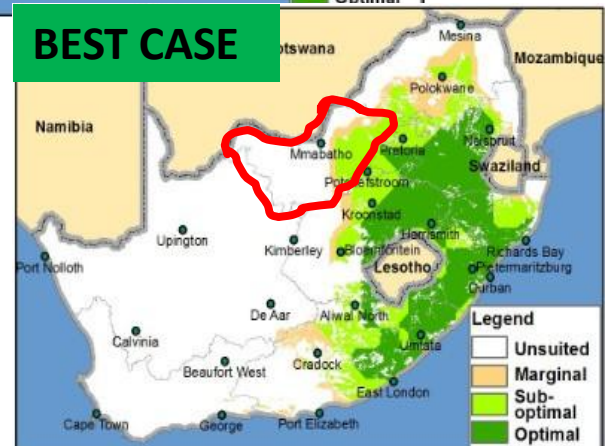 Optimal
BEST CASE
Botswana
Mesina
Mozambique
Polokwane
Namibia
Mmabatho
Pretoria
Nelspruit
Swaziland
Potchefstroom
Kroonstad
Upington
Kimberley
Bloemfontein
Harrismith
Richards Bay
Port Nolloth
Lesotho
Pietermaritzburg
Durban
De Aar
Aliwal North
Legend
Calvinia
Umtata
Unsuited
Beaufort West
Cradock
Marginal
East London
Sub-
optimal
Cape Town
George
Port Elizabeth
Optimal